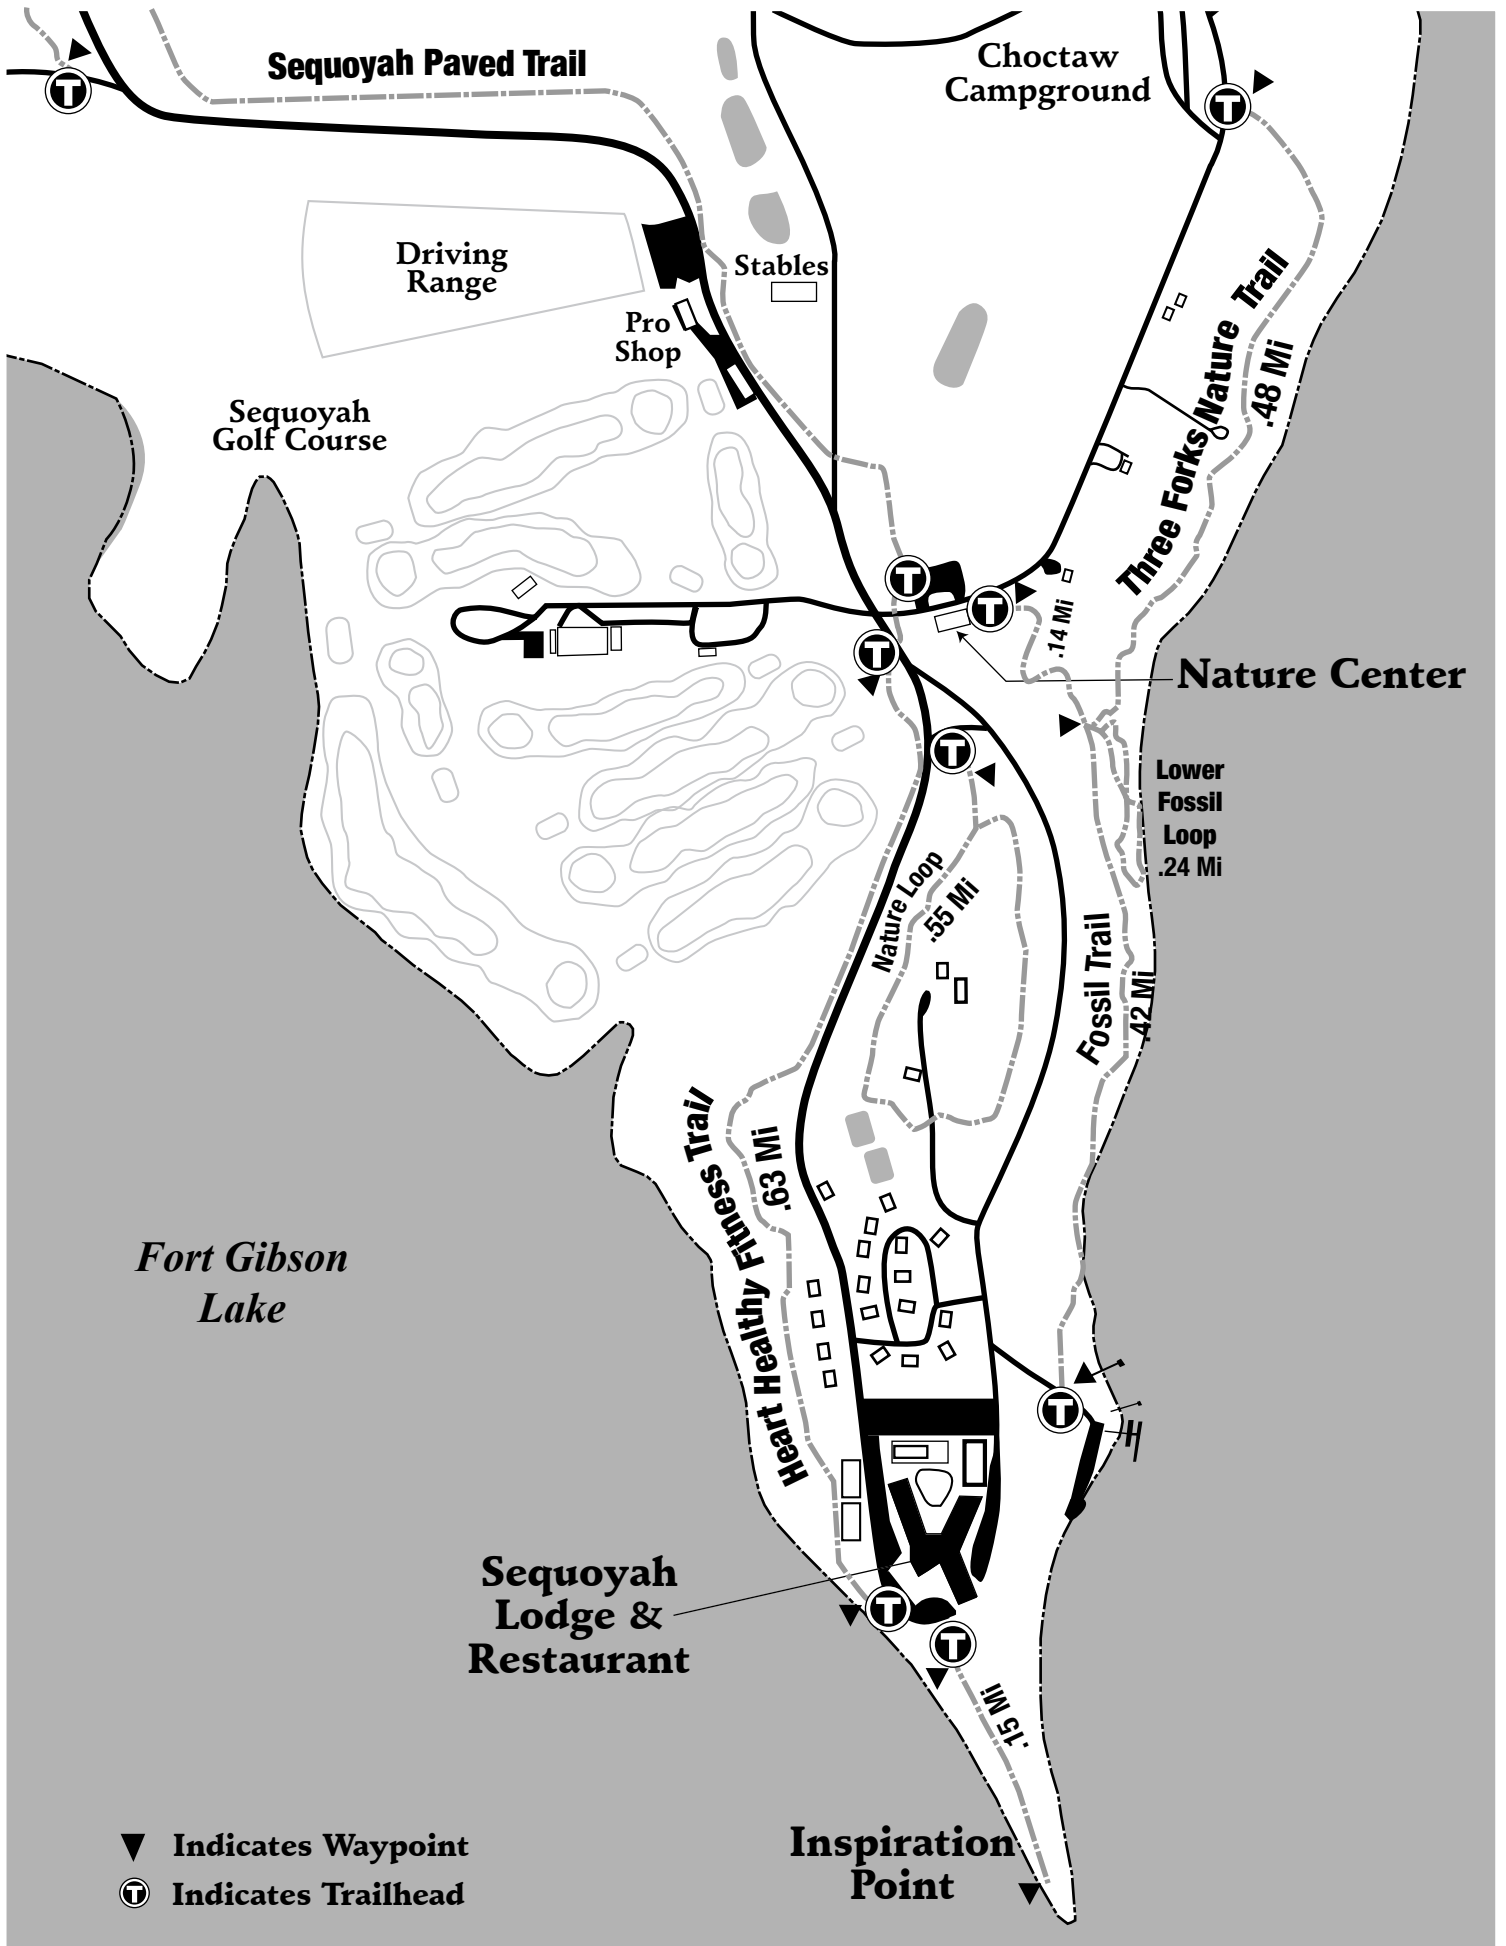 Sequoyah Paved Trail
Choctaw
Campground
T
T
Driving
Range
Stables
Pro
Shop
Three Forks Nature Trail
.48 Mi
Sequoyah
Golf Course
T
T
.14 Mi
T
Nature Center
T
Lower
Fossil
Loop
.24 Mi
Nature Loop
.55 Mi
Fossil Trail
.42 Mi
Heart Healthy Fitness Trail
.63 Mi
Fort Gibson
Lake
T
Sequoyah
Lodge &
Restaurant
T
T
.15 Mi
Inspiration
Point
Indicates Waypoint
T Indicates Trailhead